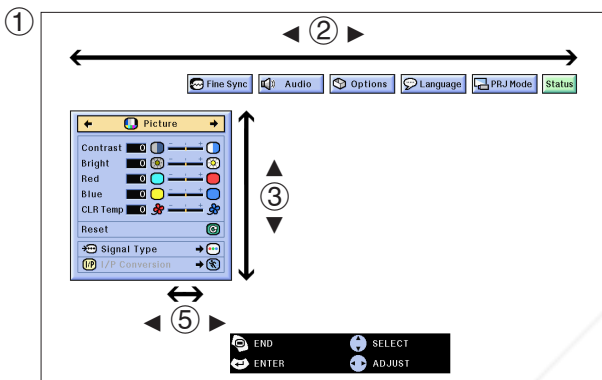 ①
◀ ② ▶
Fine Sync Audio Options Language PRJ Mode Status
Picture
Contrast 0 - +
Bright 0 - +
Red 0 - +
Blue 0 - +
CLR Temp 0 - +
Reset
Signal Type
I/P I/P Conversion
▲
③
▼
◀ ⑤ ▶
END SELECT
ENTER ADJUST